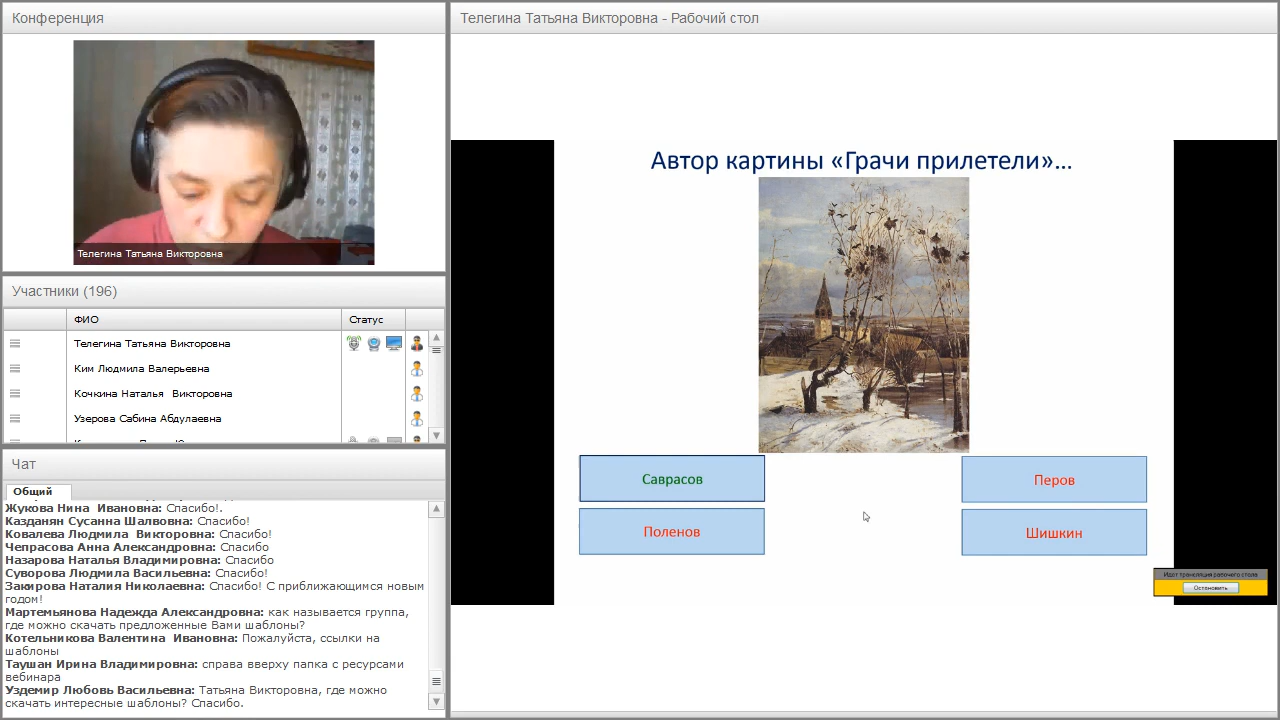 Конференция
Телегина Татьяна Викторовна
Участники (196)
ФИО
Статус
Телегина Татьяна Викторовна
Ким Людмила Валерьевна
Кочкина Наталья Викторовна
Узерова Сабина Абдулаевна
Чат
Общий
Жукова Нина Ивановна: Спасибо!.
Казданян Сусанна Шалвовна: Спасибо!
Ковалева Людмила Викторовна: Спасибо!
Чепрасова Анна Александровна: Спасибо
Назарова Наталья Владимировна: Спасибо
Суворова Людмила Васильевна: Спасибо!
Закирова Наталия Николаевна: Спасибо! С приближающимся новым
годом!
Мартемьянова Надежда Александровна: как называется группа,
где можно скачать предложенные Вами шаблоны?
Котельникова Валентина Ивановна: Пожалуйста, ссылки на
шаблоны
Таушан Ирина Владимировна: справа вверху папка с ресурсами
вебинара
Уздемир Любовь Васильевна: Татьяна Викторовна, где можно
скачать интересные шаблоны? Спасибо.
Телегина Татьяна Викторовна - Рабочий стол
Автор картины «Грачи прилетели»...
Саврасов
Перов
Поленов
Шишкин
Идет трансляция рабочего стола
Остановить